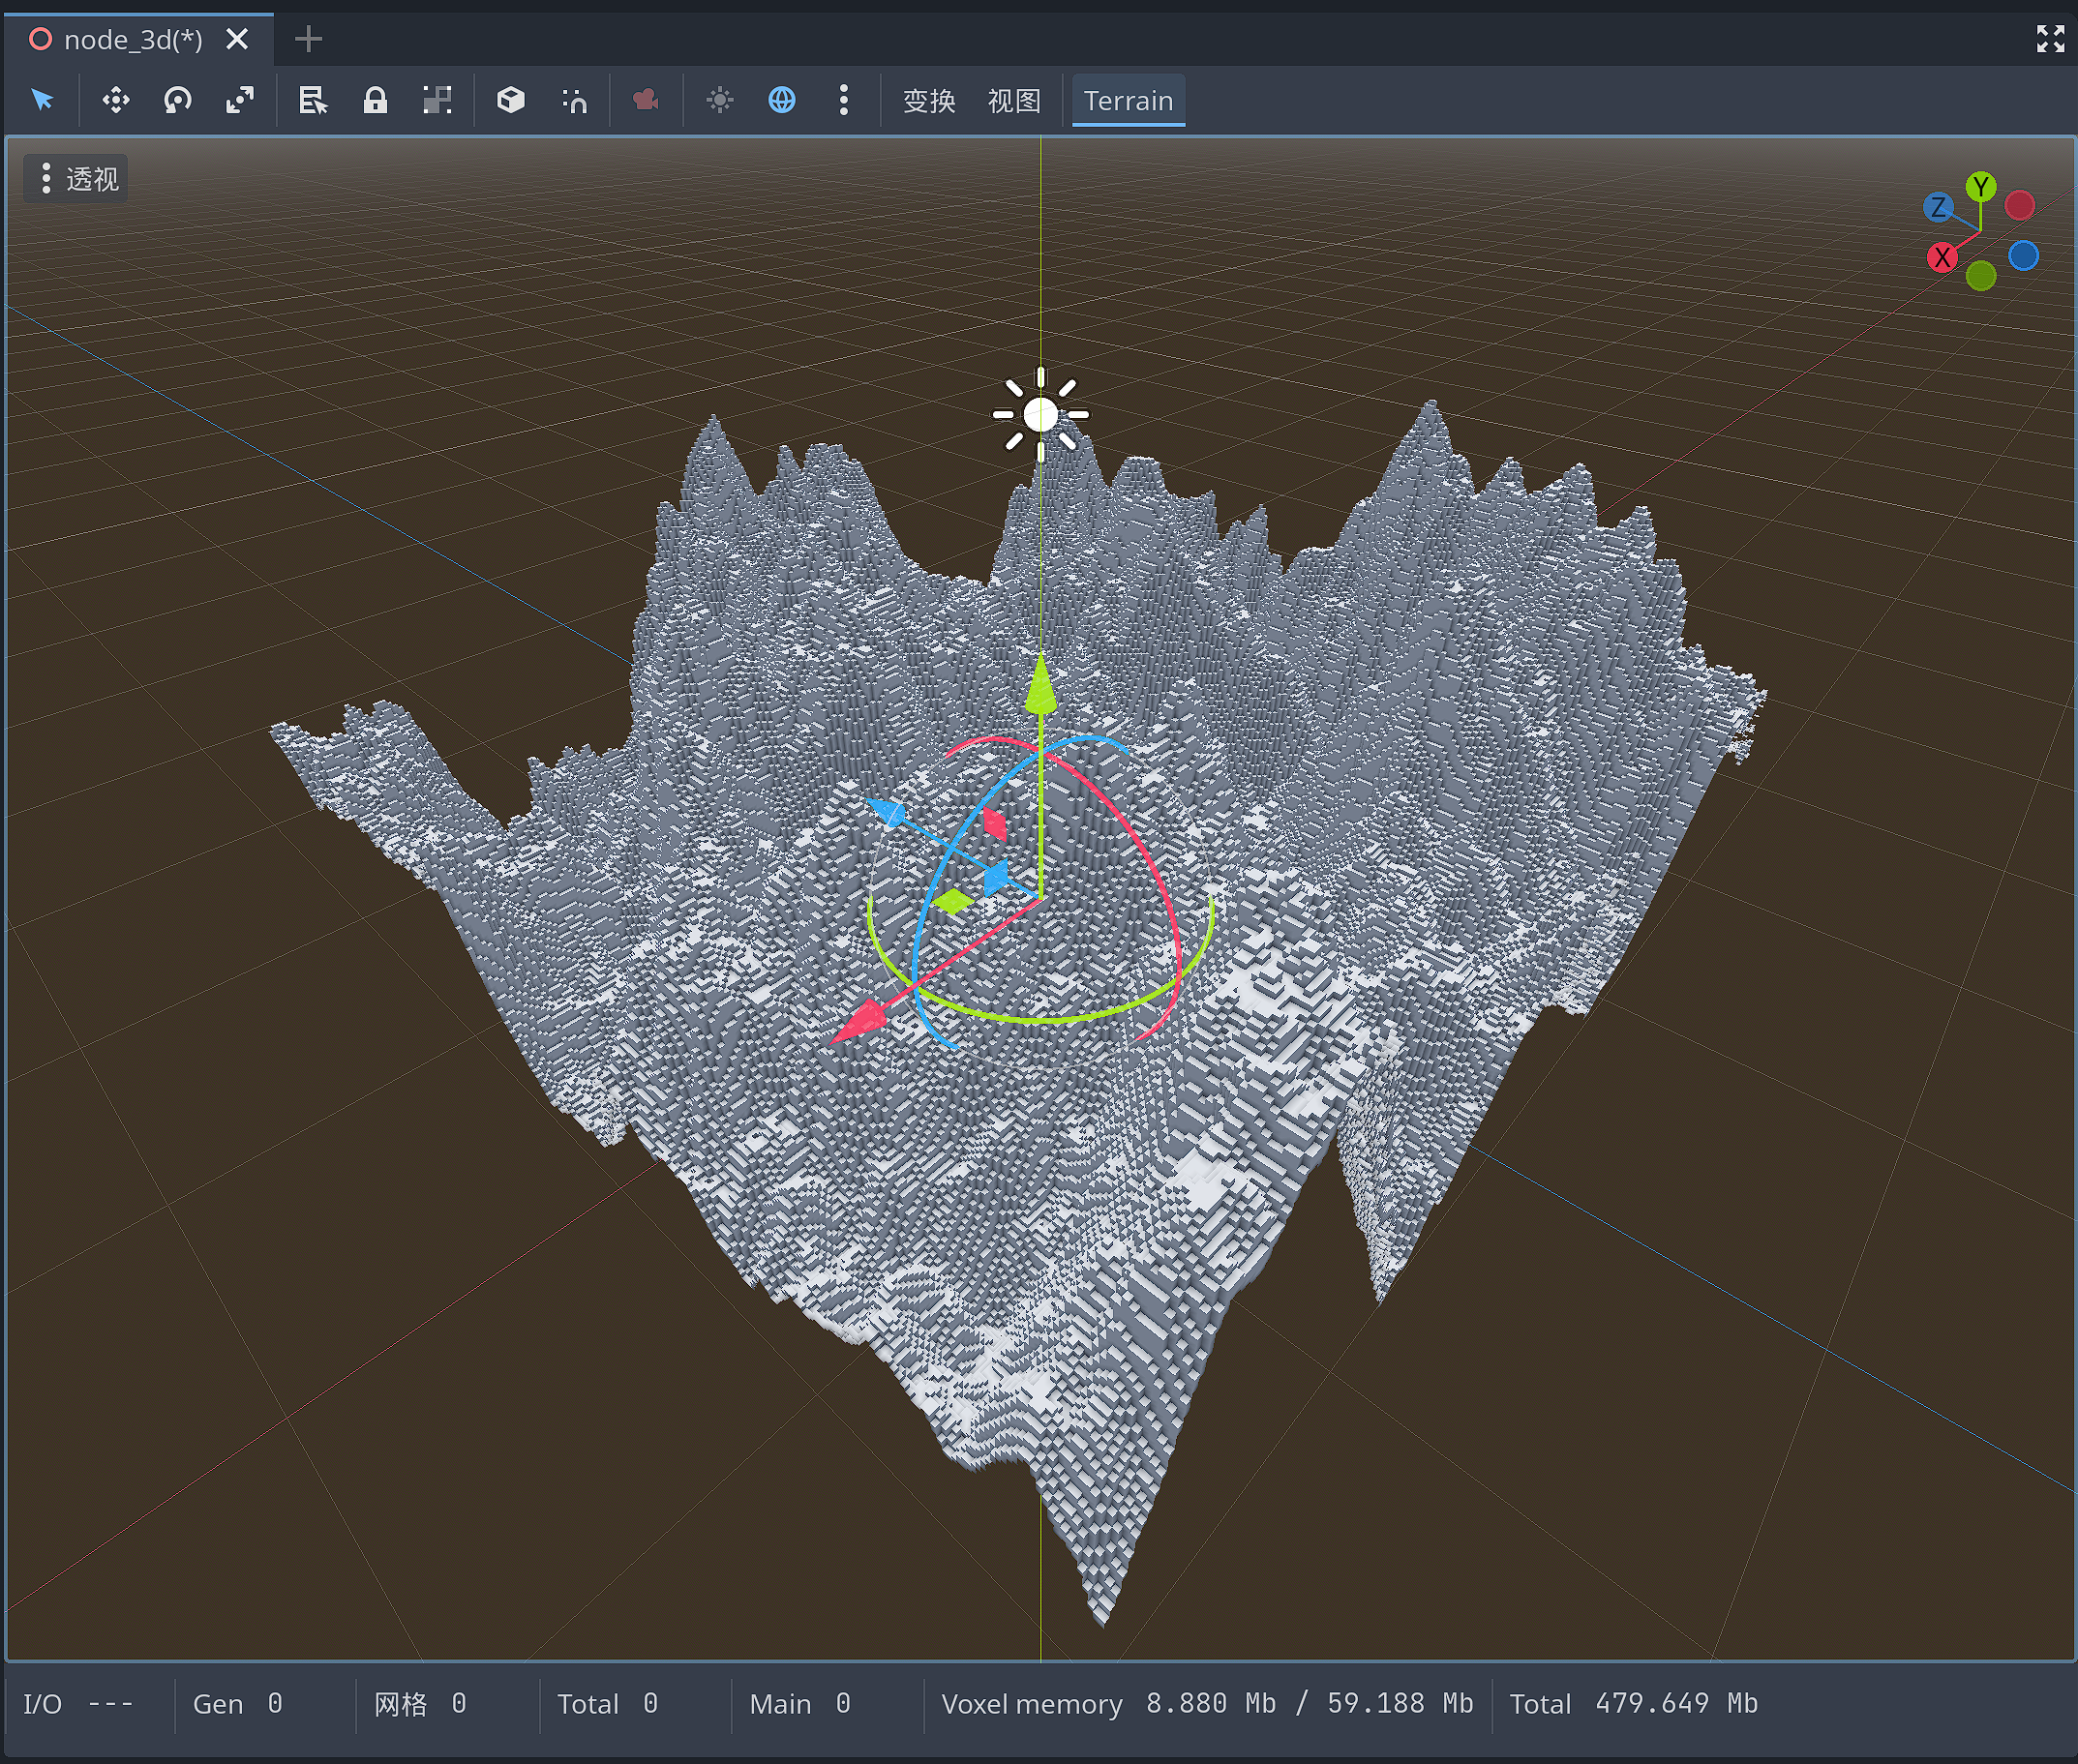 node_3d(*)
变换 视图 Terrain
透视
Y
Z
X
I/O --- Gen 0 网格 0 Total 0 Main 0 Voxel memory 8.880 Mb / 59.188 Mb Total 479.649 Mb